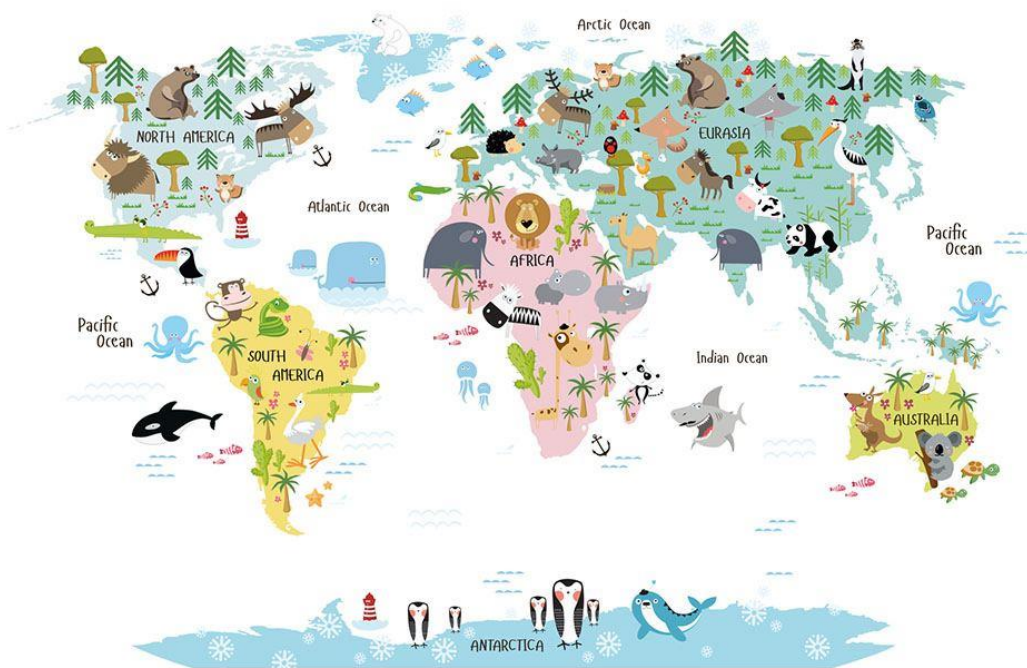 Arctic Ocean
NORTH AMERICA
EURASIA
Atlantic Ocean
Pacific
Ocean
AFRICA
Pacific
Ocean
SOUTH
AMERICA
Indian Ocean
AUSTRALIA
ANTARCTICA